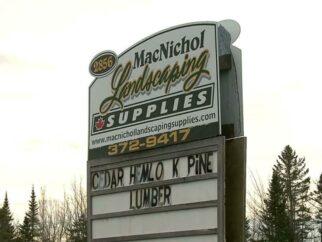 2856
MacNichol
Landscaping
SUPPLIES
www.macnichollandscapingsupplies.com
372-9417
CEDAR HEMLO K PINE
LUMBER